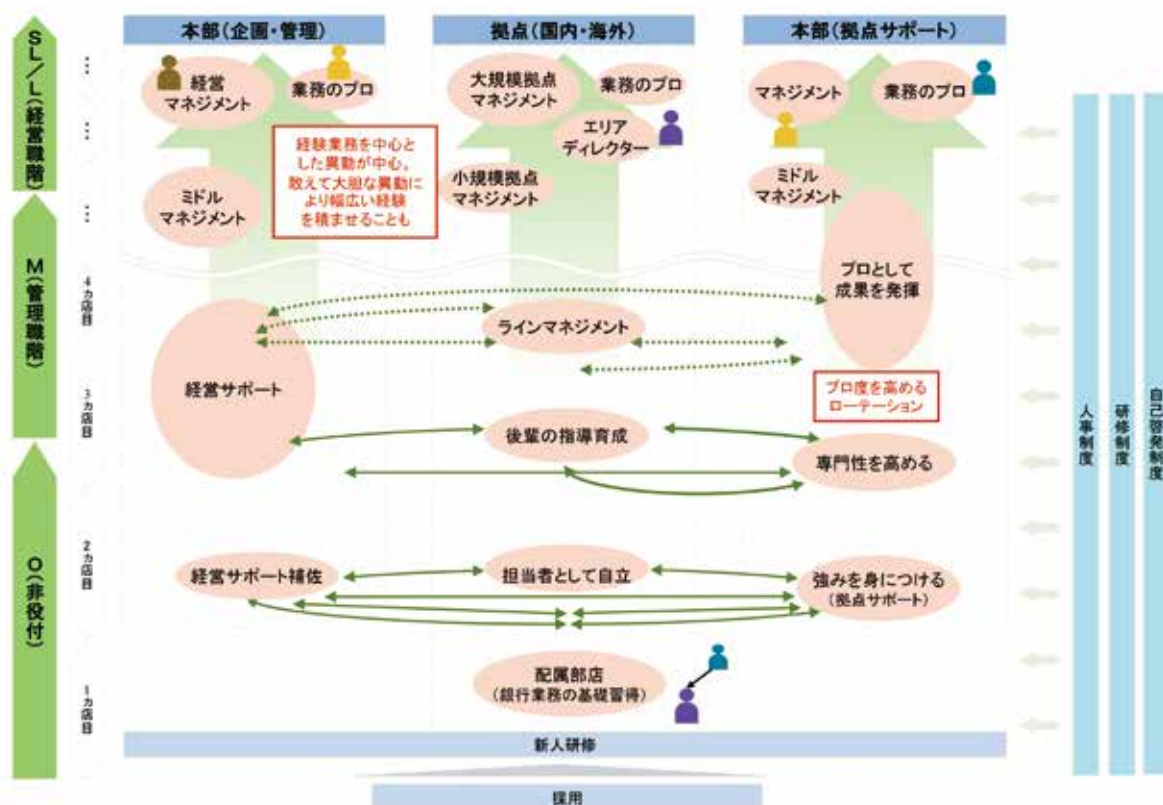 本部(企画・管理)
拠点(国内・海外)
本部(拠点サポート)
SL/L(経営職階)
M(管理職階)
O(非役付)
…
…
…
4カ店目
3カ店目
2カ店目
1カ店目
経営
マネジメント
業務のプロ
大規模拠点
マネジメント
業務のプロ
マネジメント
業務のプロ
エリア
ディレクター
経験業務を中心と
した異動が中心。
敢えて大胆な異動に
より幅広い経験
を積ませることも
ミドル
マネジメント
小規模拠点
マネジメント
ミドル
マネジメント
プロとして
成果を発揮
ラインマネジメント
経営サポート
プロ度を高める
ローテーション
後輩の指導育成
専門性を高める
経営サポート補佐
担当者として自立
強みを身につける
(拠点サポート)
配属部店
(銀行業務の基礎習得)
新人研修
採用
人事制度
研修制度
自己啓発制度